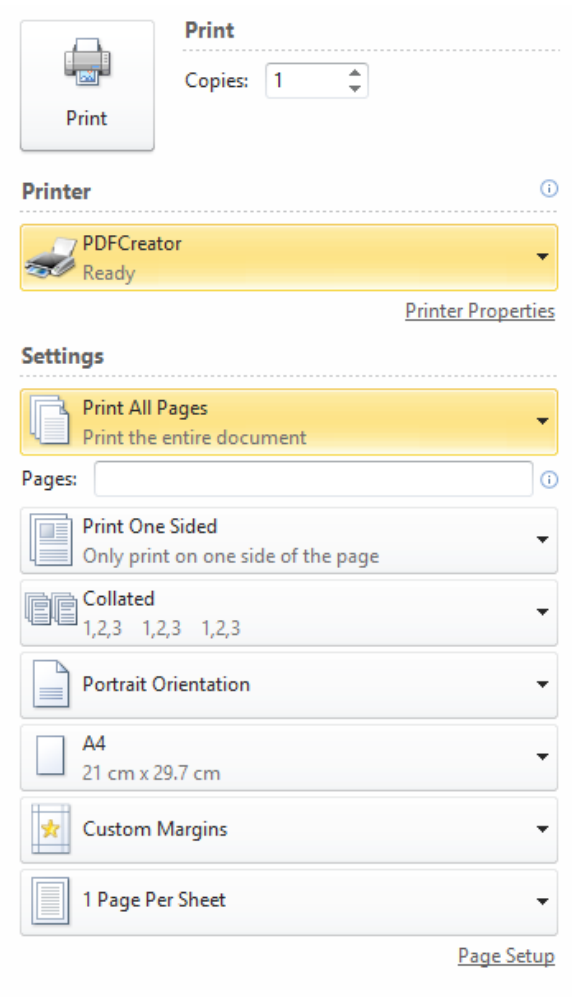 Print
Copies: 1
Print
Printer
PDFCreator
Ready
Printer Properties
Settings
Print All Pages
Print the entire document
Pages:
Print One Sided
Only print on one side of the page
Collated
1,2,3 1,2,3 1,2,3
Portrait Orientation
A4
21 cm x 29.7 cm
Custom Margins
1 Page Per Sheet
Page Setup